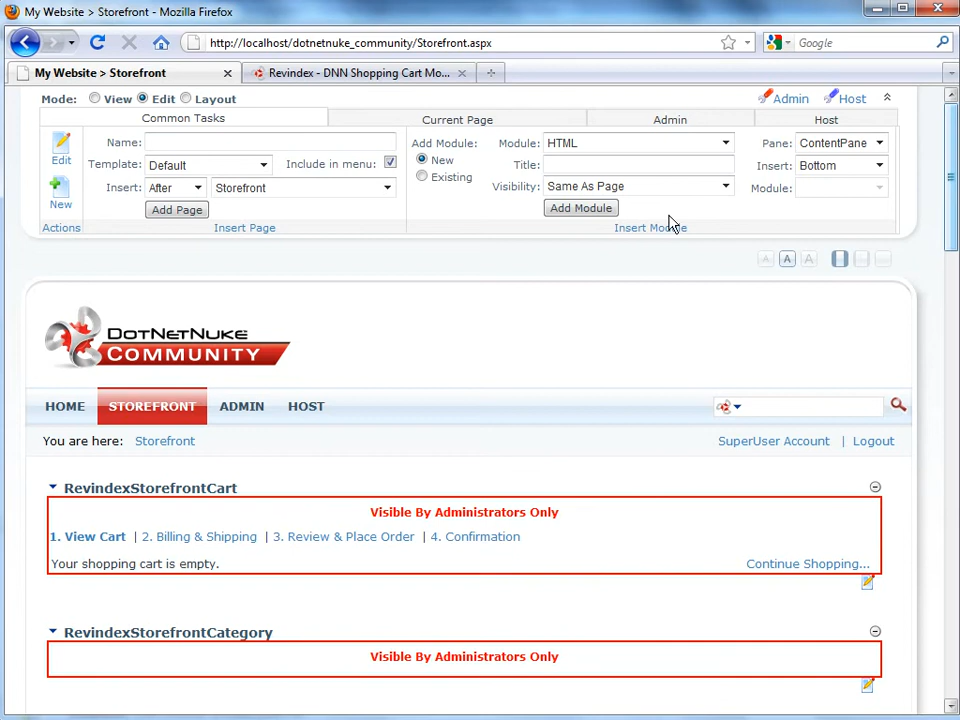 My Website > Storefront - Mozilla Firefox
http://localhost/dotnetnuke_community/Storefront.aspx
Google
My Website > Storefront
Revindex - DNN Shopping Cart Mo...
Mode: View Edit Layout
Admin Host
Common Tasks Current Page Admin Host
Edit
New
Actions
Name:
Template: Default Include in menu:
Insert: After Storefront
Add Page
Insert Page
Add Module: Module: HTML Pane: ContentPane
New Title: Insert: Bottom
Existing Visibility: Same As Page Module:
Add Module
Insert Module
A A A
DOTNETNUKE
COMMUNITY
HOME STOREFRONT ADMIN HOST
You are here: Storefront SuperUser Account | Logout
RevindexStorefrontCart
Visible By Administrators Only
1. View Cart | 2. Billing & Shipping | 3. Review & Place Order | 4. Confirmation
Your shopping cart is empty. Continue Shopping...
RevindexStorefrontCategory
Visible By Administrators Only